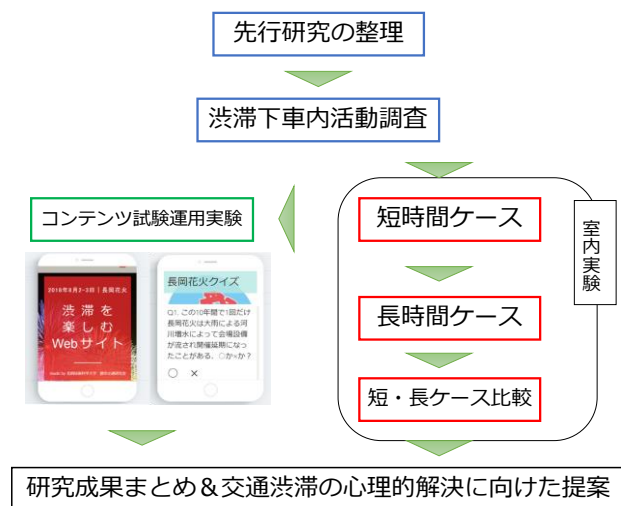 先行研究の整理
渋滞下車内活動調査
コンテンツ試験運用実験
2018年8月2-3日｜長岡花火
渋滞を
楽しむ
Webサイト
長岡花火クイズ
Q1. この10年間で1回だけ
長岡花火は大雨による河
川増水によって会場設備
が流され開催延期になっ
たことがある。○か×か？
○ ×
短時間ケース
長時間ケース
短・長ケース比較
室内実験
研究成果まとめ＆交通渋滞の心理的解決に向けた提案